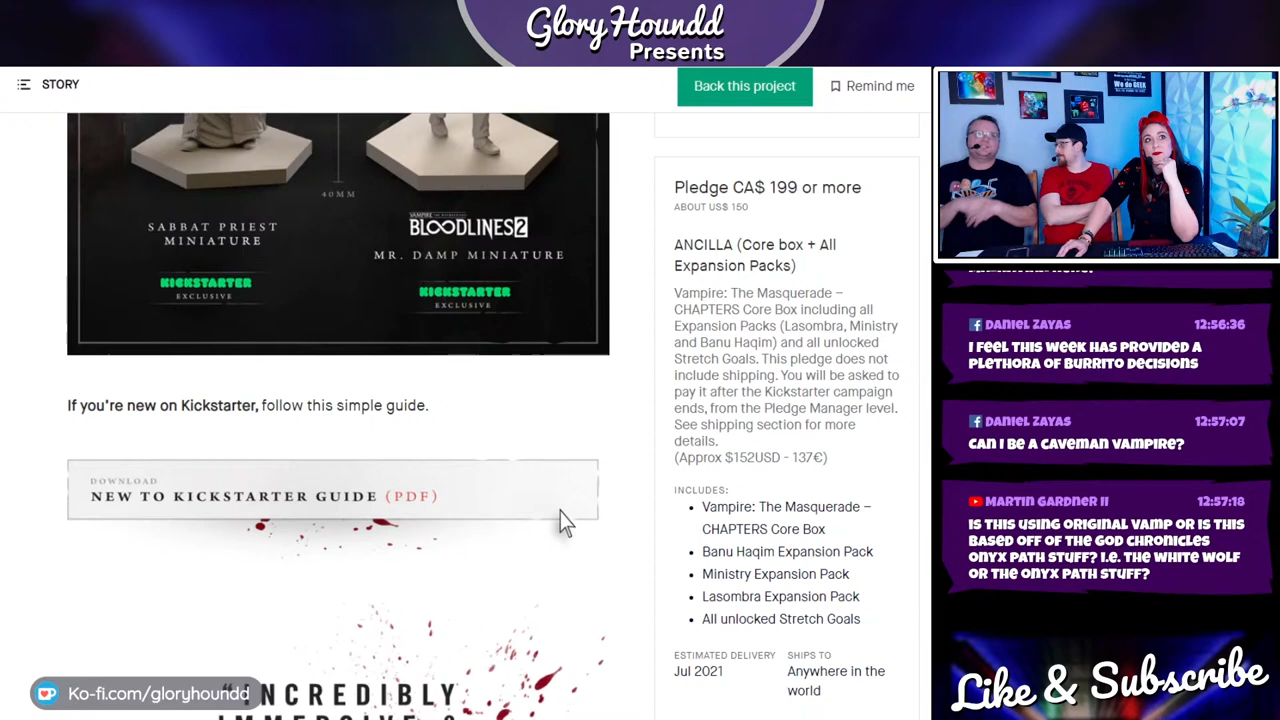 GloryHoundd
Presents
STORY
Back this project
Remind me
40MM
SABBAT PRIEST
MINIATURE
KICKSTARTER
EXCLUSIVE
VAMPIRE THE MASQUERADE
BLOODLINES 2
MR. DAMP MINIATURE
KICKSTARTER
EXCLUSIVE
If you're new on Kickstarter, follow this simple guide.
DOWNLOAD
NEW TO KICKSTARTER GUIDE (PDF)
"INCREDIBLY
Ko-fi.com/gloryhoundd
Pledge CA$ 199 or more
ABOUT US$ 150
ANCILLA (Core box + All
Expansion Packs)
Vampire: The Masquerade –
CHAPTERS Core Box including all
Expansion Packs (Lasombra, Ministry
and Banu Haqim) and all unlocked
Stretch Goals. This pledge does not
include shipping. You will be asked to
pay it after the Kickstarter campaign
ends, from the Pledge Manager level.
See shipping section for more
details.
(Approx $152USD - 137€)
INCLUDES:
• Vampire: The Masquerade –
CHAPTERS Core Box
• Banu Haqim Expansion Pack
• Ministry Expansion Pack
• Lasombra Expansion Pack
• All unlocked Stretch Goals
ESTIMATED DELIVERY
Jul 2021
SHIPS TO
Anywhere in the
world
We do GEEK
Daniel Zayas 12:56:36
I feel this week has provided a
plethora of burrito decisions
Daniel Zayas 12:57:07
Can I be a caveman vampire?
Martin Gardner II 12:57:18
Is this using original vamp or is this
based off of the god chronicles
onyx path stuff? I.e. the white wolf
or the onyx path stuff?
Like & Subscribe